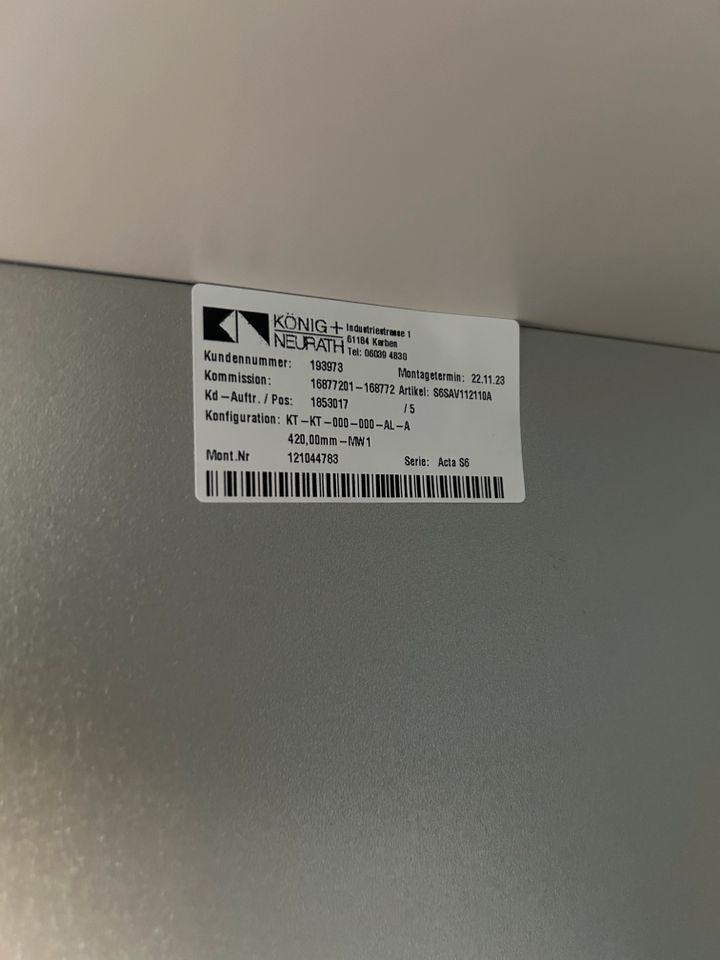 KÖNIG +
NEURATH
Industriestrasse 1
61184 Karben
Tel: 06039 4830
Kundennummer: 193973 Montagetermin: 22.11.23
Kommission: 16877201-168772 Artikel: S6SAV112110A
Kd-Auftr. / Pos: 1853017 / 5
Konfiguration: KT-KT-000-000-AL-A
420,00mm-MW1
Mont.Nr 121044783 Serie: Acta S6